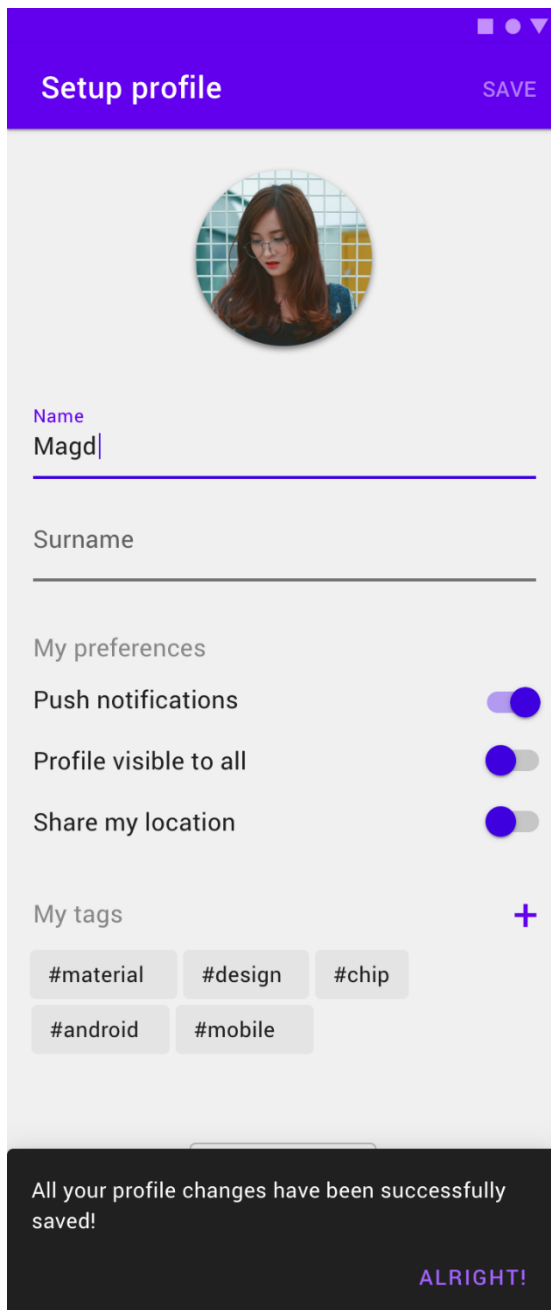 Setup profile SAVE
Name
Magd
Surname
My preferences
Push notifications
Profile visible to all
Share my location
My tags +
#material #design #chip
#android #mobile
All your profile changes have been successfully
saved!
ALRIGHT!